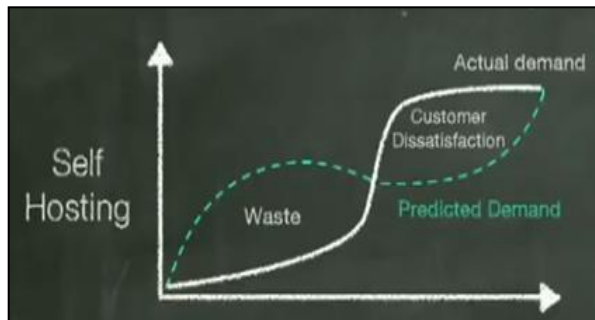 Actual demand
Customer
Dissatisfaction
Self
Hosting
Waste
Predicted Demand